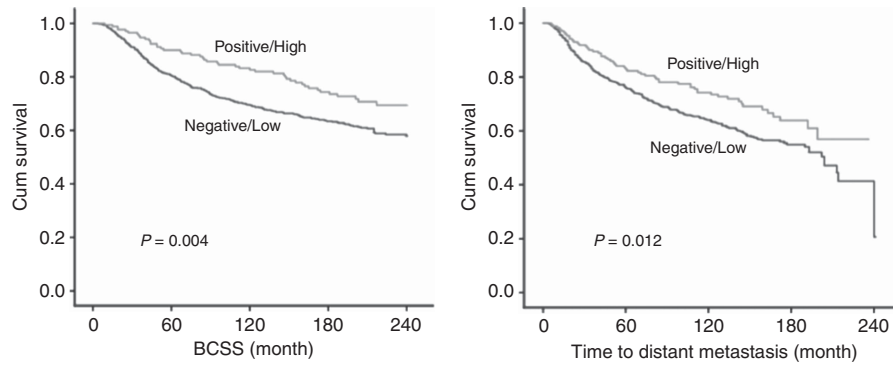 1.0
0.8
0.6
0.4
0.2
0.0
Cum survival
Positive/High
Negative/Low
P = 0.004
0 60 120 180 240
BCSS (month)
1.0
0.8
0.6
0.4
0.2
0.0
Cum survival
Positive/High
Negative/Low
P = 0.012
0 60 120 180 240
Time to distant metastasis (month)